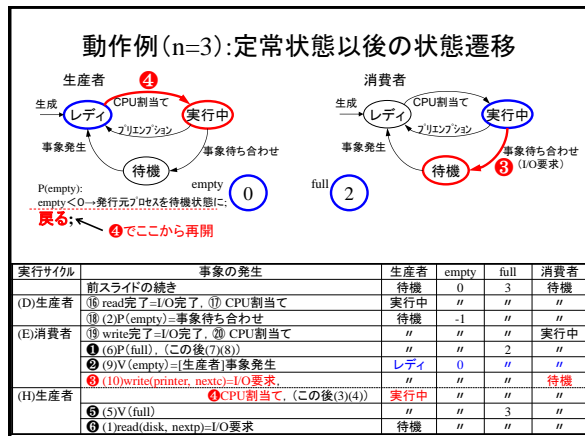 動作例(n=3):定常状態以後の状態遷移
生産者
消費者
❹
生成
CPU割当て
レディ
実行中
プリエンプション
事象発生
事象待ち合わせ
待機
生成
CPU割当て
レディ
実行中
プリエンプション
事象発生
事象待ち合わせ
(I/O要求)
待機
❸
P(empty):
empty<0→発行元プロセスを待機状態に;
戻る;
❹でここから再開
empty
0
full
2
実行サイクル 事象の発生 生産者 empty full 消費者
前スライドの続き 待機 0 3 待機
(D)生産者 ⑯ read完了=I/O完了, ⑰ CPU割当て 実行中 〃 〃 〃
⑱ (2)P(empty)=事象待ち合わせ 待機 -1 〃 〃
(E)消費者 ⑲ write完了=I/O完了, ⑳ CPU割当て 〃 〃 〃 実行中
❶ (6)P(full), (この後(7)(8)) 〃 〃 2 〃
❷ (9)V(empty)=[生産者]事象発生 レディ 0 〃 〃
❸ (10)write(printer, nextc)=I/O要求, 〃 〃 〃 待機
(H)生産者 ❹CPU割当て, (この後(3)(4)) 実行中 〃 〃 〃
❺ (5)V(full) 〃 〃 3 〃
❻ (1)read(disk, nextp)=I/O要求 待機 〃 〃 〃